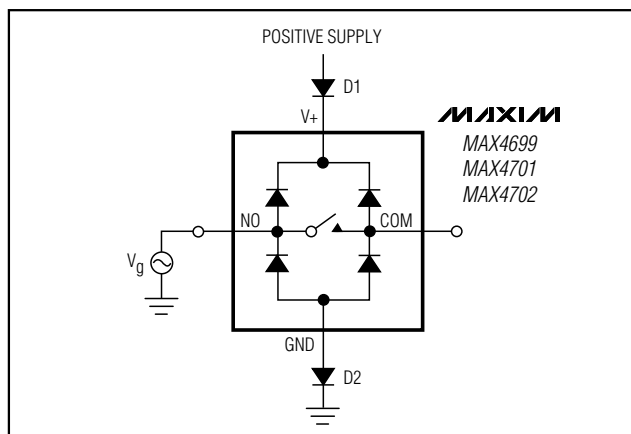 POSITIVE SUPPLY
D1
V+
MAXIM
MAX4699
MAX4701
MAX4702
NO
COM
Vg
GND
D2